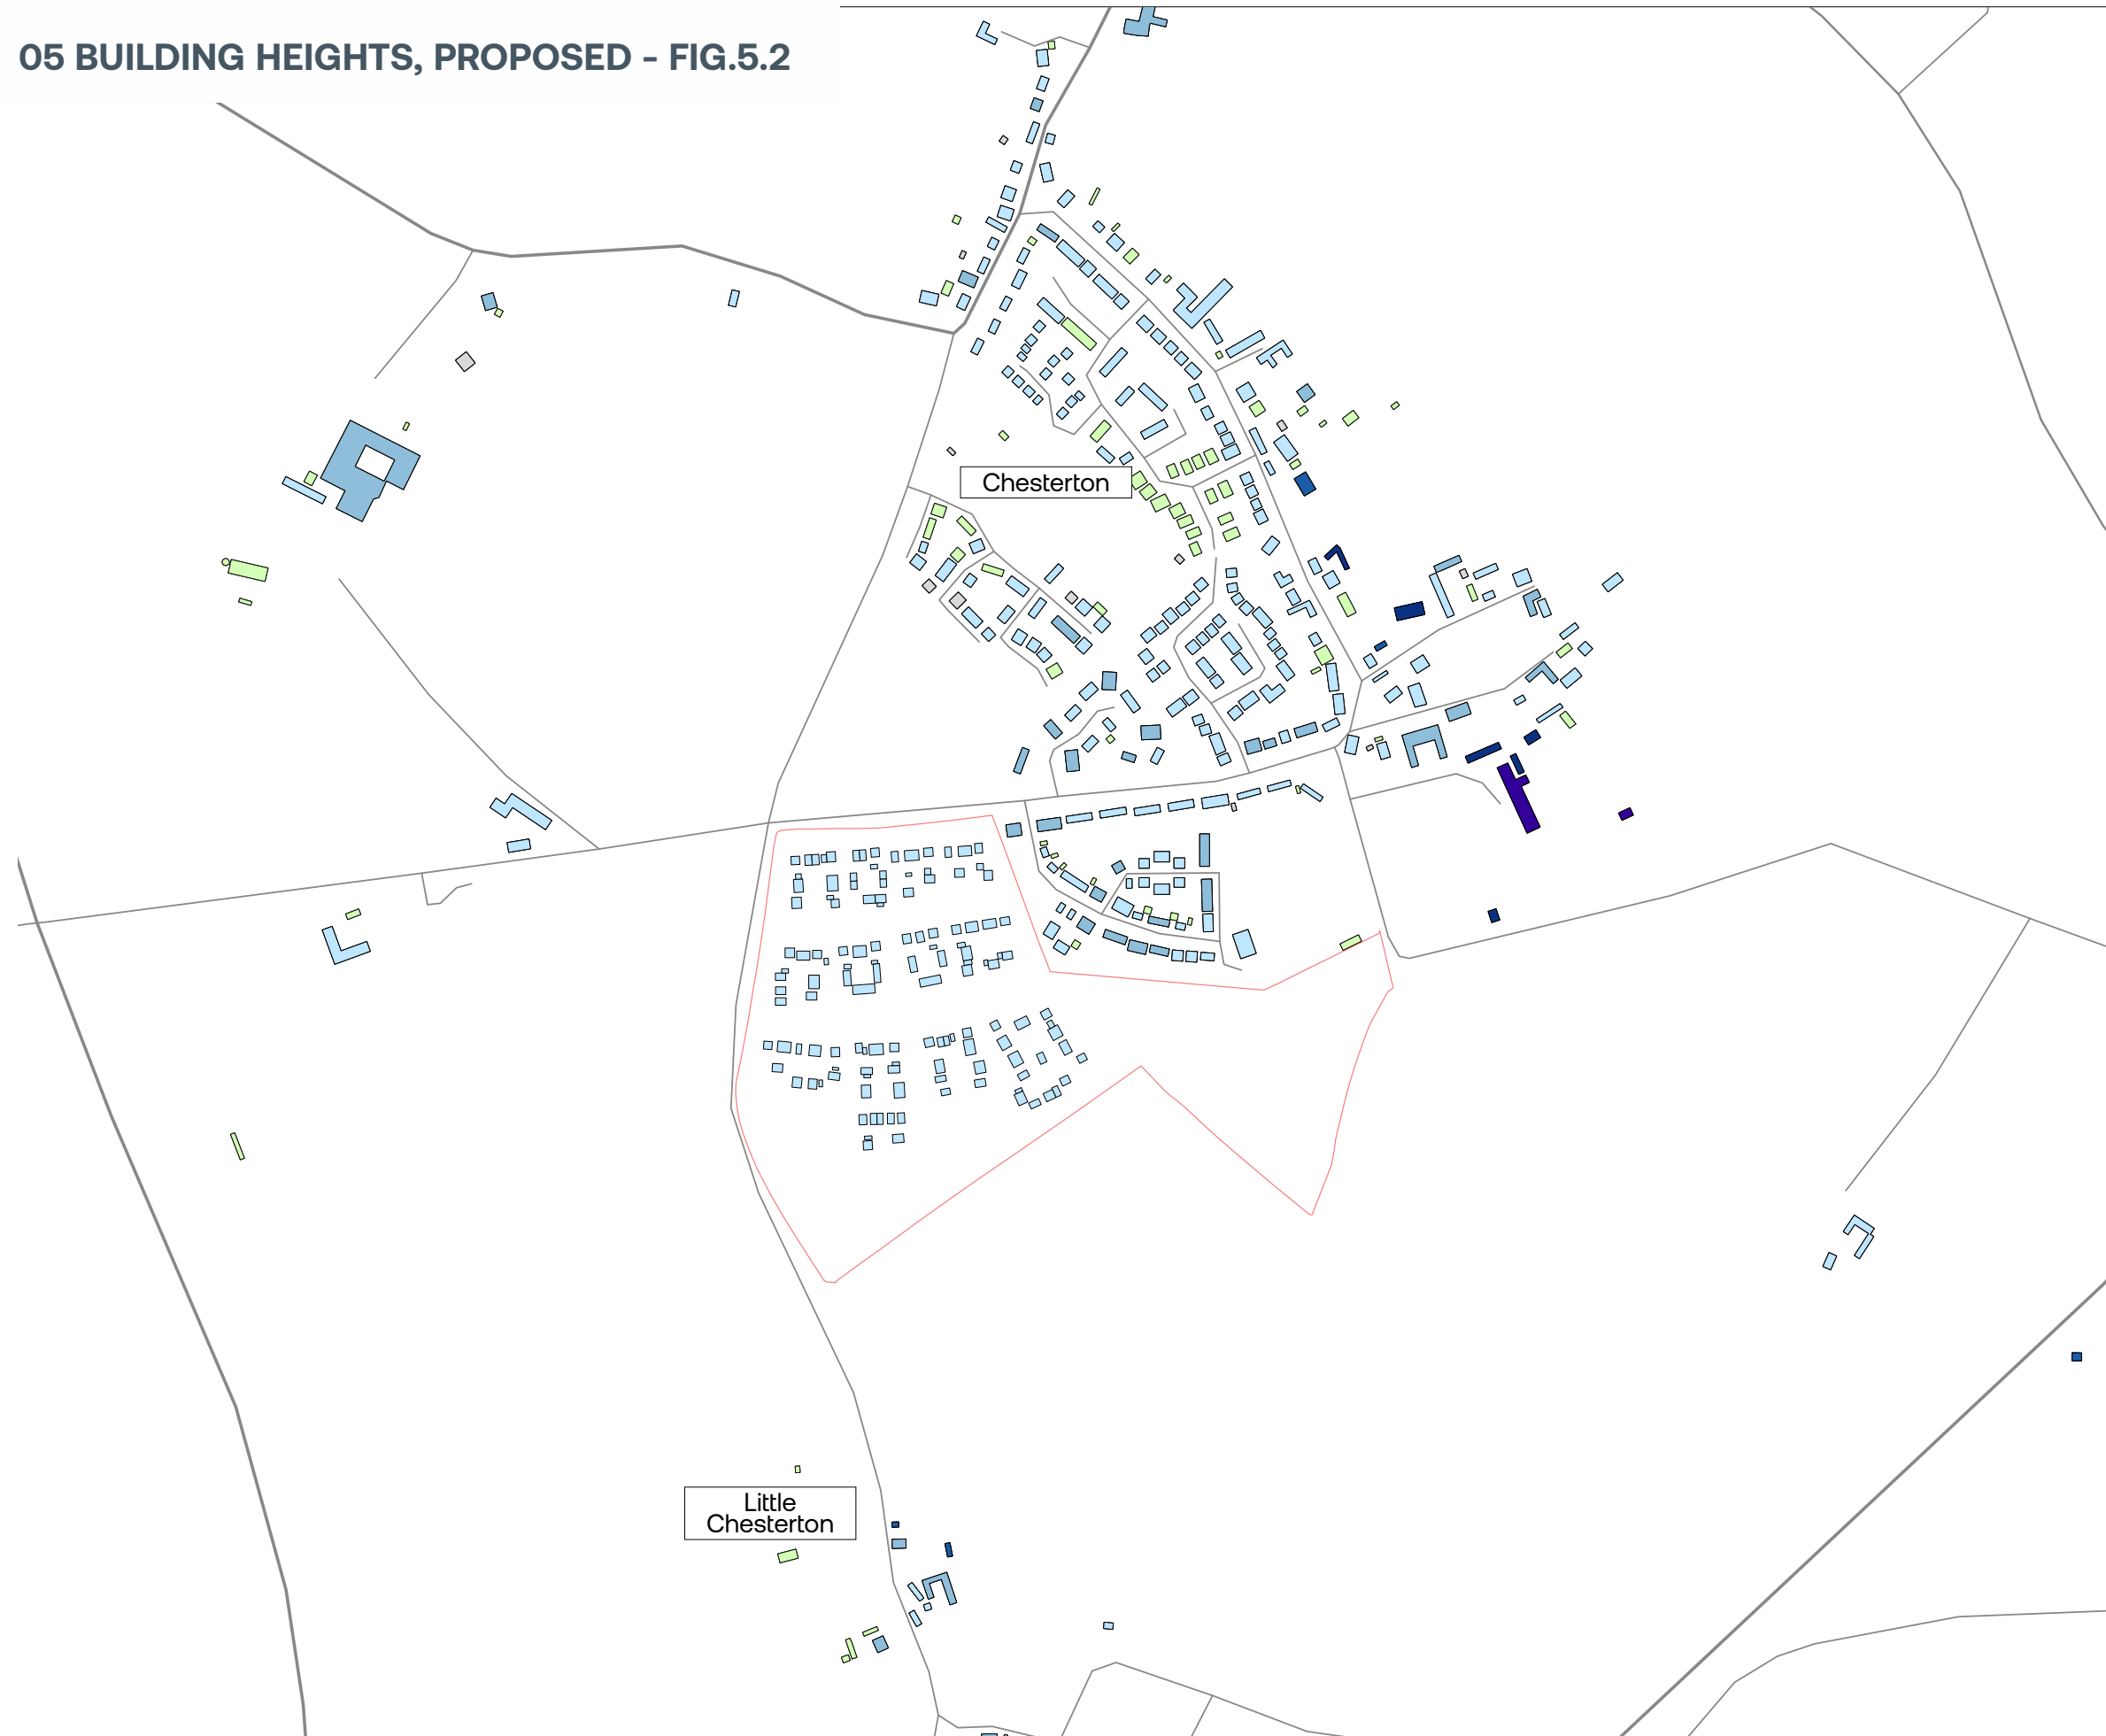 05 BUILDING HEIGHTS, PROPOSED - FIG.5.2
Chesterton
Little
Chesterton